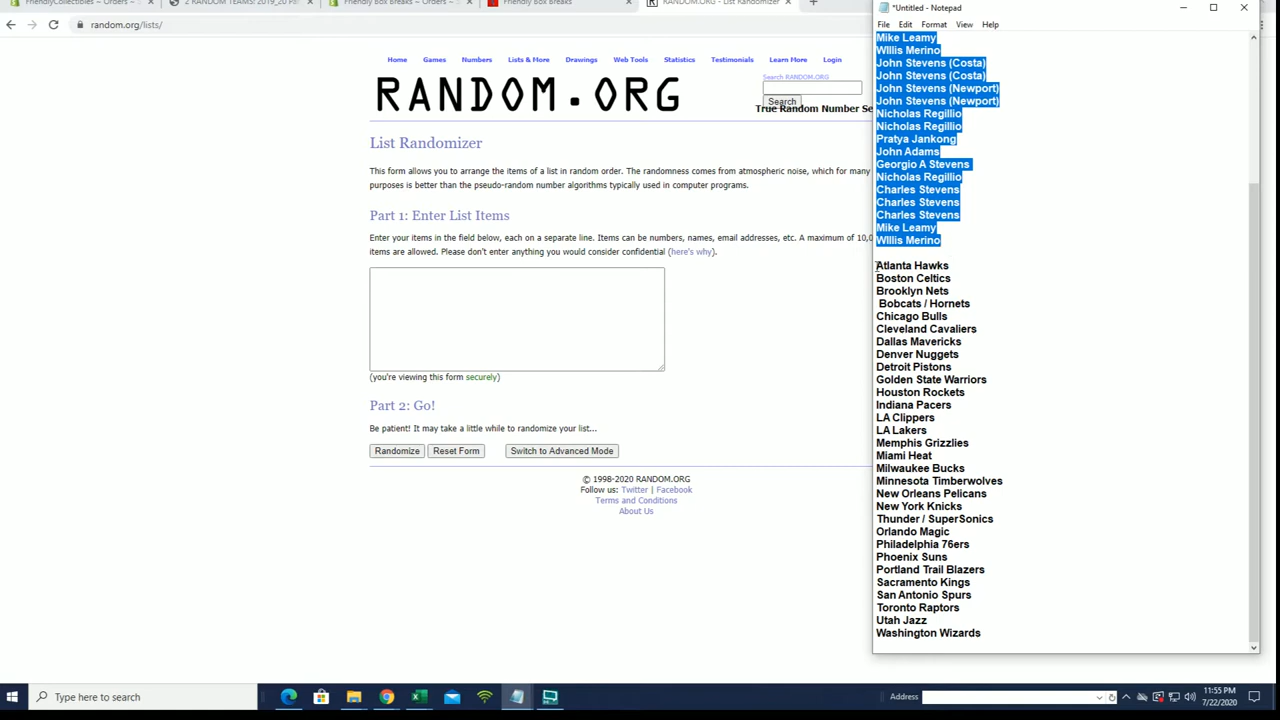 FriendlyCollectibles ~ Orders ~ S
2 RANDOM TEAMS: 2019_20 Pa
Friendly Box Breaks ~ Orders ~
Friendly Box Breaks
RANDOM.ORG - List Randomizer
random.org/lists/
Home Games Numbers Lists & More Drawings Web Tools Statistics Testimonials Learn More Login
RANDOM.ORG
Search RANDOM.ORG
Search
True Random Number Se
List Randomizer
This form allows you to arrange the items of a list in random order. The randomness comes from atmospheric noise, which for many
purposes is better than the pseudo-random number algorithms typically used in computer programs.
Part 1: Enter List Items
Enter your items in the field below, each on a separate line. Items can be numbers, names, email addresses, etc. A maximum of 10,0
items are allowed. Please don't enter anything you would consider confidential (here's why).
(you're viewing this form securely)
Part 2: Go!
Be patient! It may take a little while to randomize your list...
Randomize Reset Form Switch to Advanced Mode
© 1998-2020 RANDOM.ORG
Follow us: Twitter | Facebook
Terms and Conditions
About Us
*Untitled - Notepad
File Edit Format View Help
Mike Leamy
WIllis Merino
John Stevens (Costa)
John Stevens (Costa)
John Stevens (Newport)
John Stevens (Newport)
Nicholas Regillio
Nicholas Regillio
Pratya Jankong
John Adams
Georgio A Stevens
Nicholas Regillio
Charles Stevens
Charles Stevens
Charles Stevens
Mike Leamy
WIllis Merino
Atlanta Hawks
Boston Celtics
Brooklyn Nets
Bobcats / Hornets
Chicago Bulls
Cleveland Cavaliers
Dallas Mavericks
Denver Nuggets
Detroit Pistons
Golden State Warriors
Houston Rockets
Indiana Pacers
LA Clippers
LA Lakers
Memphis Grizzlies
Miami Heat
Milwaukee Bucks
Minnesota Timberwolves
New Orleans Pelicans
New York Knicks
Thunder / SuperSonics
Orlando Magic
Philadelphia 76ers
Phoenix Suns
Portland Trail Blazers
Sacramento Kings
San Antonio Spurs
Toronto Raptors
Utah Jazz
Washington Wizards
Type here to search
Address
11:55 PM
7/22/2020